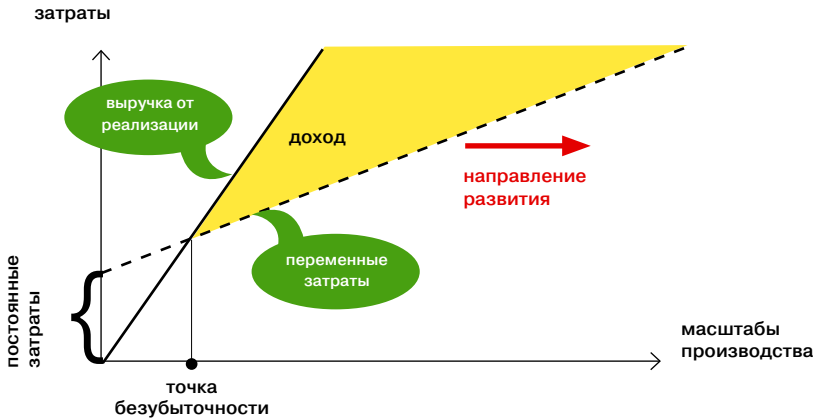 затраты
выручка от
реализации
доход
направление
развития
переменные
затраты
постоянные
затраты
масштабы
производства
точка
безубыточности